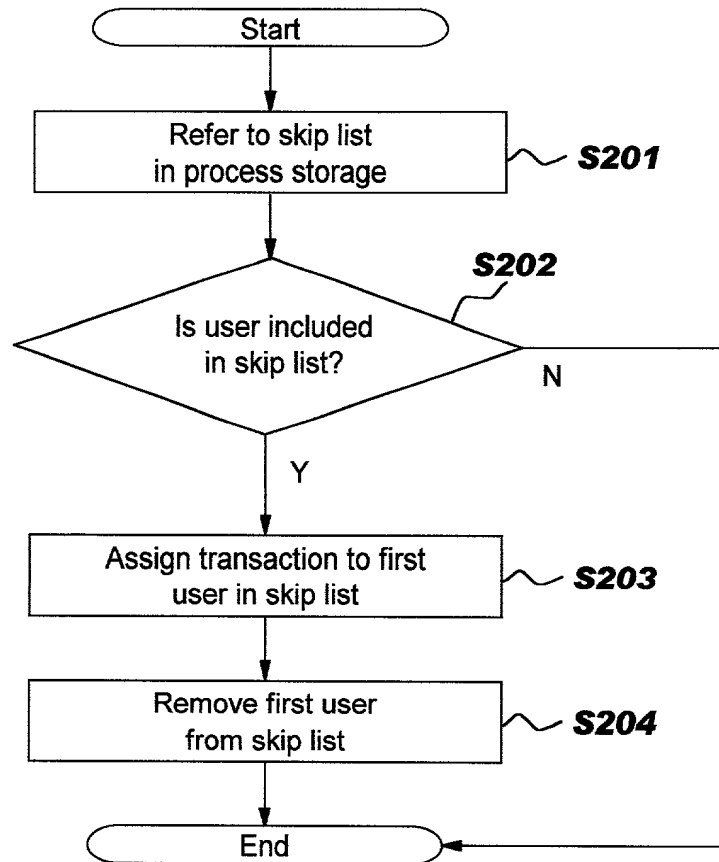 Start
Refer to skip list
in process storage
S201
S202
Is user included
in skip list?
N
Y
Assign transaction to first
user in skip list
S203
Remove first user
from skip list
S204
End